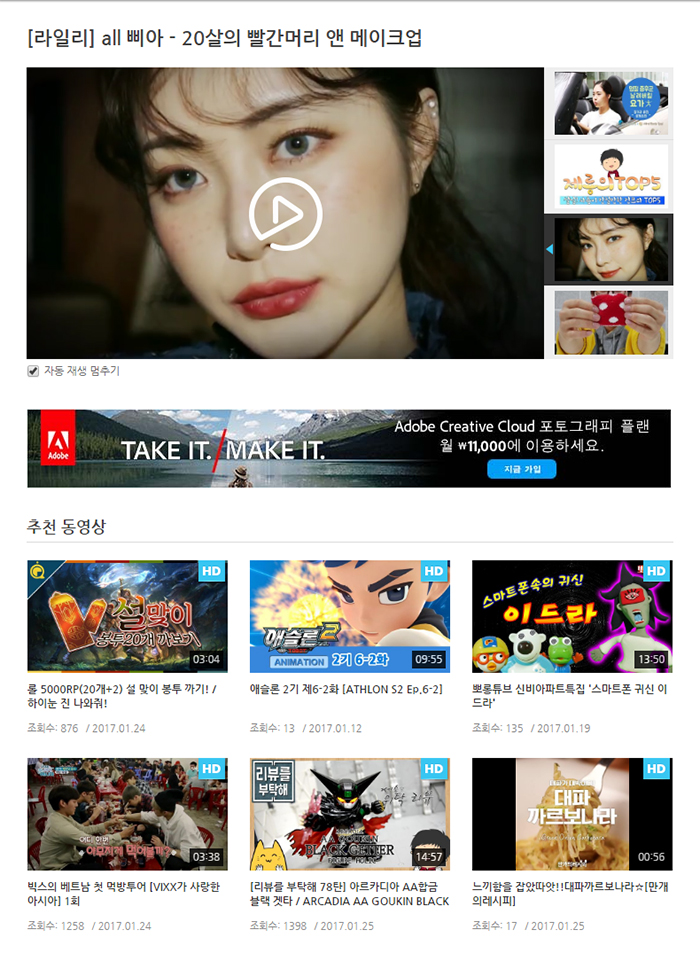 [라일리] all 삐아 - 20살의 빨간머리 앤 메이크업
요가
재룡의TOP5
자동 재생 멈추기
Adobe
TAKE IT. / MAKE IT.
Adobe Creative Cloud 포토그래피 플랜
월 ₩11,000에 이용하세요.
지금 가입
추천 동영상
HD
설맞이
봉투20개 까보기
03:04
HD
애슬론2
ANIMATION 2기 6-2화
09:55
HD
스마트폰속의 귀신
이드라
13:50
롤 5000RP(20개+2) 설 맞이 봉투 까기! /
하이눈 진 나와줘!
조회수: 876 / 2017.01.24
애슬론 2기 제6-2화 [ATHLON S2 Ep,6-2]
조회수: 13 / 2017.01.12
뽀롱튜브 신비아파트특집 '스마트폰 귀신 이
드라'
조회수: 135 / 2017.01.19
HD
03:38
HD
리뷰를
부탁해
BLACK GETTER
14:57
HD
대파
까르보나라
00:56
빅스의 베트남 첫 먹방투어 [VIXX가 사랑한
아시아] 1회
조회수: 1258 / 2017.01.24
[리뷰를 부탁해 78탄] 아르카디아 AA합금
블랙 겟타 / ARCADIA AA GOUKIN BLACK
조회수: 1398 / 2017.01.25
느끼함을 잡았따앗!!대파까르보나라☆[만개
의레시피]
조회수: 17 / 2017.01.25